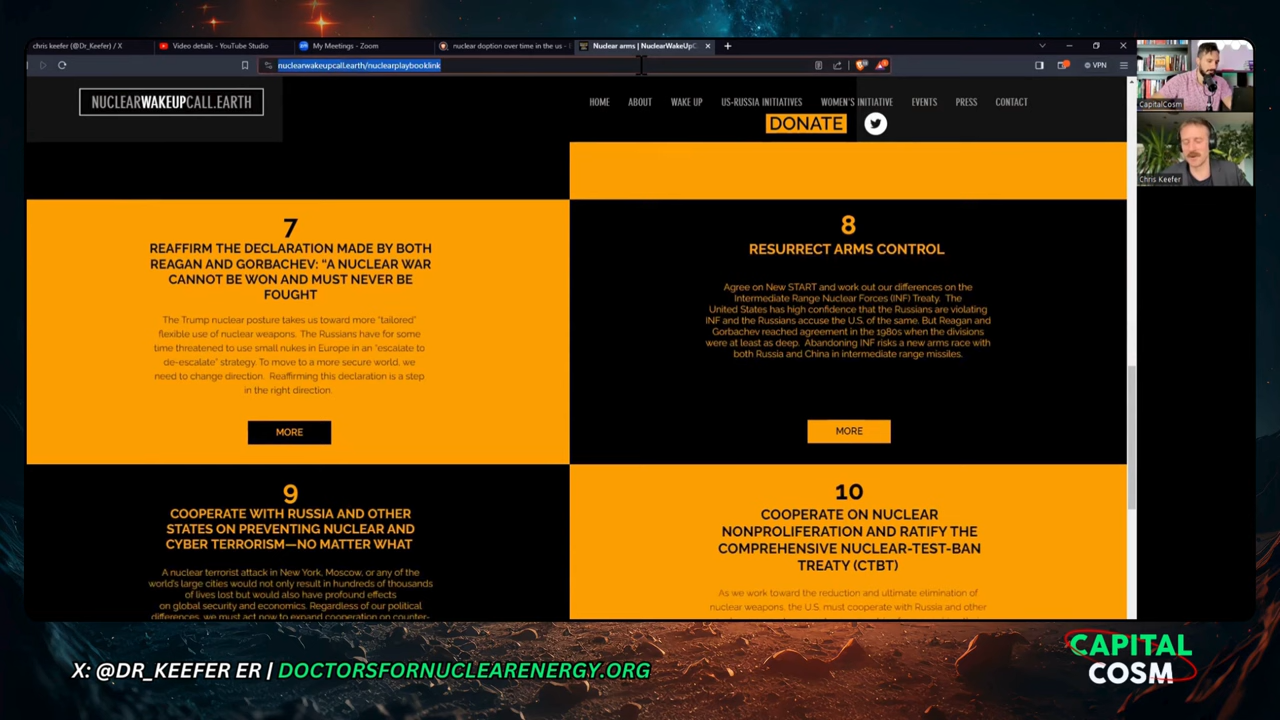 chris keefer (@Dr_Keefer) / X
Video details - YouTube Studio
My Meetings - Zoom
nuclear doption over time in the us -
Nuclear arms | NuclearWakeUpC
nuclearwakeupcall.earth/nuclearplaybooklink
VPN
NUCLEARWAKEUPCALL.EARTH
HOME
ABOUT
WAKE UP
US-RUSSIA INITIATIVES
WOMEN'S INITIATIVE
EVENTS
PRESS
CONTACT
DONATE
CapitalCosm
Chris Keefer
7
REAFFIRM THE DECLARATION MADE BY BOTH
REAGAN AND GORBACHEV: “A NUCLEAR WAR
CANNOT BE WON AND MUST NEVER BE
FOUGHT
The Trump nuclear posture takes us toward more “tailored”
flexible use of nuclear weapons. The Russians have for some
time threatened to use small nukes in Europe in an “escalate to
de-escalate” strategy. To move to a more secure world, we
need to change direction. Reaffirming this declaration is a step
in the right direction.
MORE
8
RESURRECT ARMS CONTROL
Agree on New START and work out our differences on the
Intermediate Range Nuclear Forces (INF) Treaty. The
United States has high confidence that the Russians are violating
INF and the Russians accuse the U.S. of the same. But Reagan and
Gorbachev reached agreement in the 1980s when the divisions
were at least as deep. Abandoning INF risks a new arms race with
both Russia and China in intermediate range missiles.
MORE
9
COOPERATE WITH RUSSIA AND OTHER
STATES ON PREVENTING NUCLEAR AND
CYBER TERRORISM—NO MATTER WHAT
A nuclear terrorist attack in New York, Moscow, or any of the
world's large cities would not only result in hundreds of thousands
of lives lost but would also have profound effects
on global security and economics. Regardless of our political
differences, we must act now to expand cooperation on counter-
10
COOPERATE ON NUCLEAR
NONPROLIFERATION AND RATIFY THE
COMPREHENSIVE NUCLEAR-TEST-BAN
TREATY (CTBT)
As we work toward the reduction and ultimate elimination of
nuclear weapons, the U.S. must cooperate with Russia and other
X: @DR_KEEFER ER | DOCTORSFORNUCLEARENERGY.ORG
CAPITAL
COSM